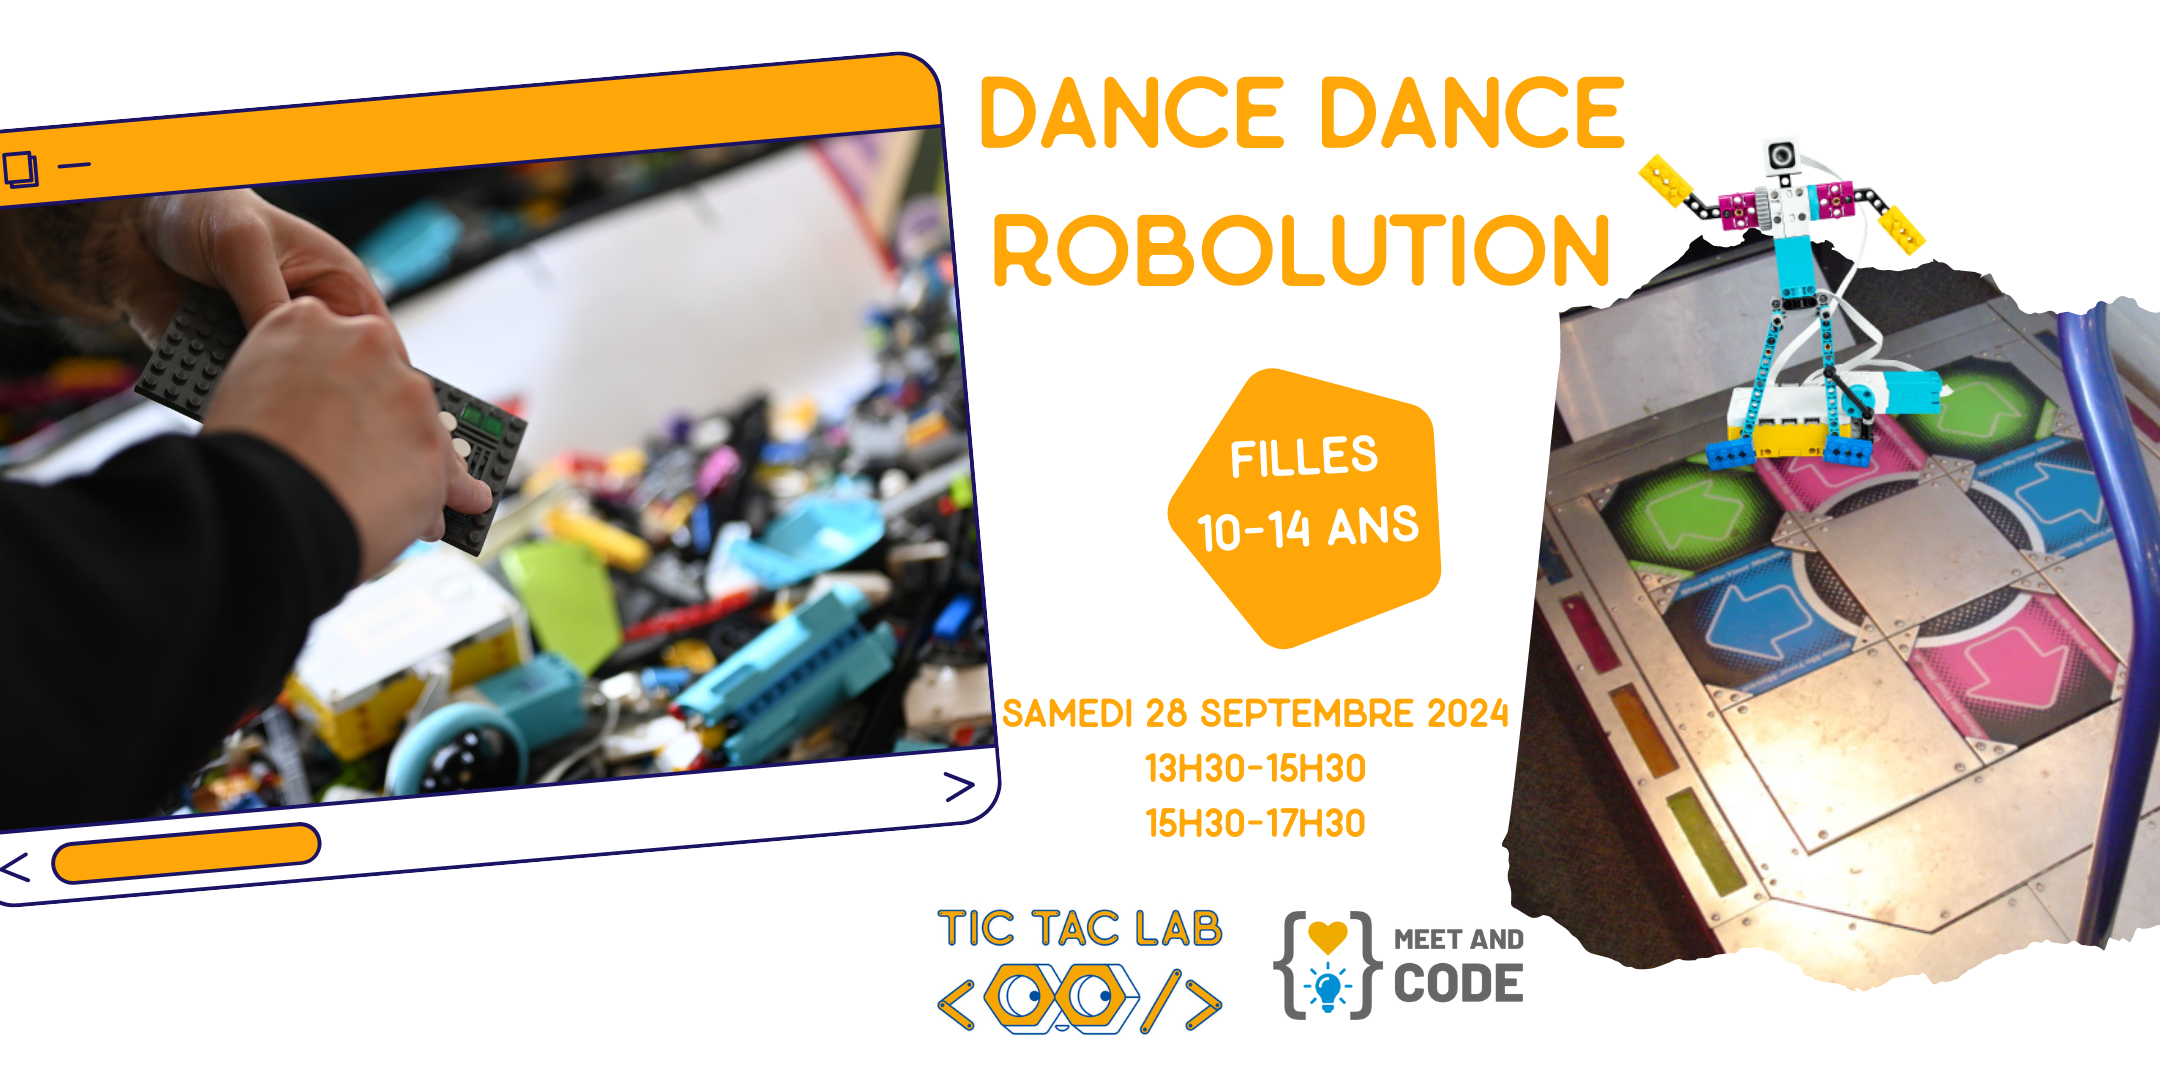 DANCE DANCE
ROBOLUTION
FILLES
10-14 ANS
SAMEDI 28 SEPTEMBRE 2024
13H30-15H30
15H30-17H30
TIC TAC LAB
MEET AND
CODE